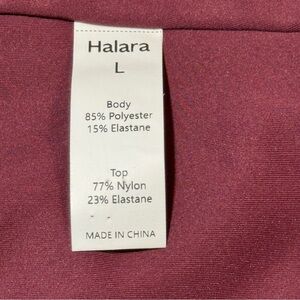 Halara
L
Body
85% Polyester
15% Elastane
Top
77% Nylon
23% Elastane
MADE IN CHINA